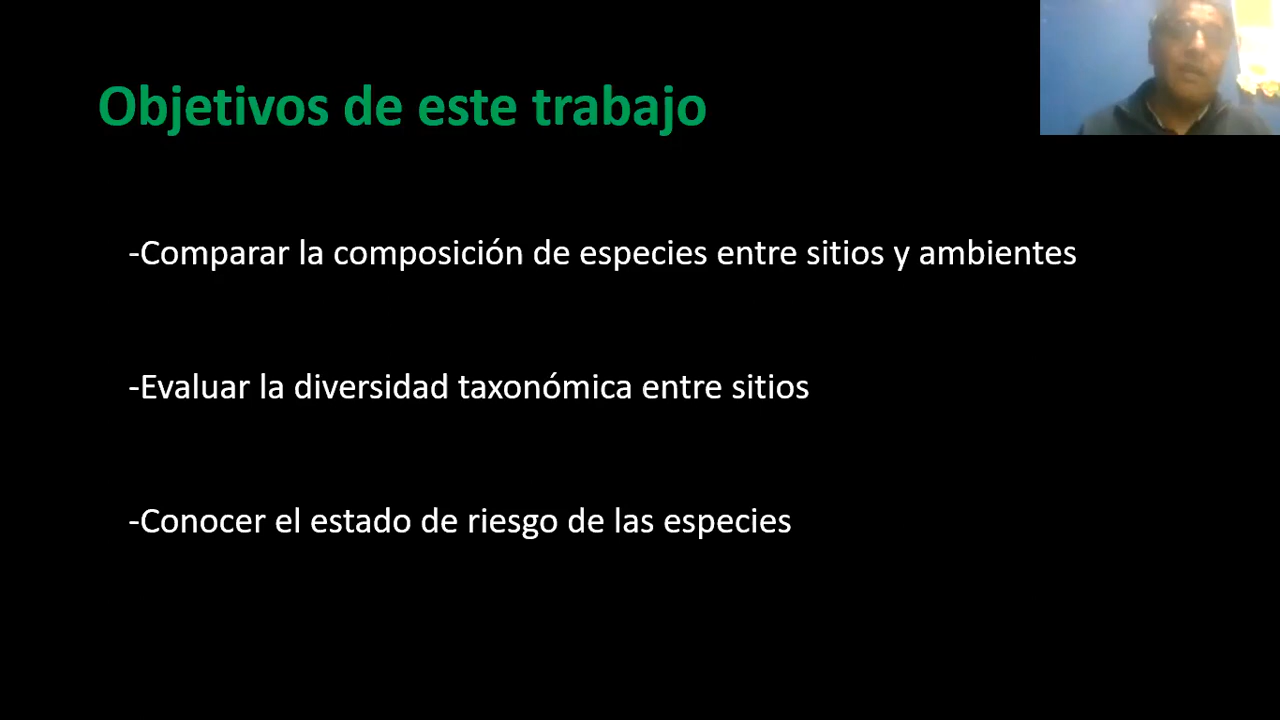 Objetivos de este trabajo
-Comparar la composición de especies entre sitios y ambientes
-Evaluar la diversidad taxonómica entre sitios
-Conocer el estado de riesgo de las especies